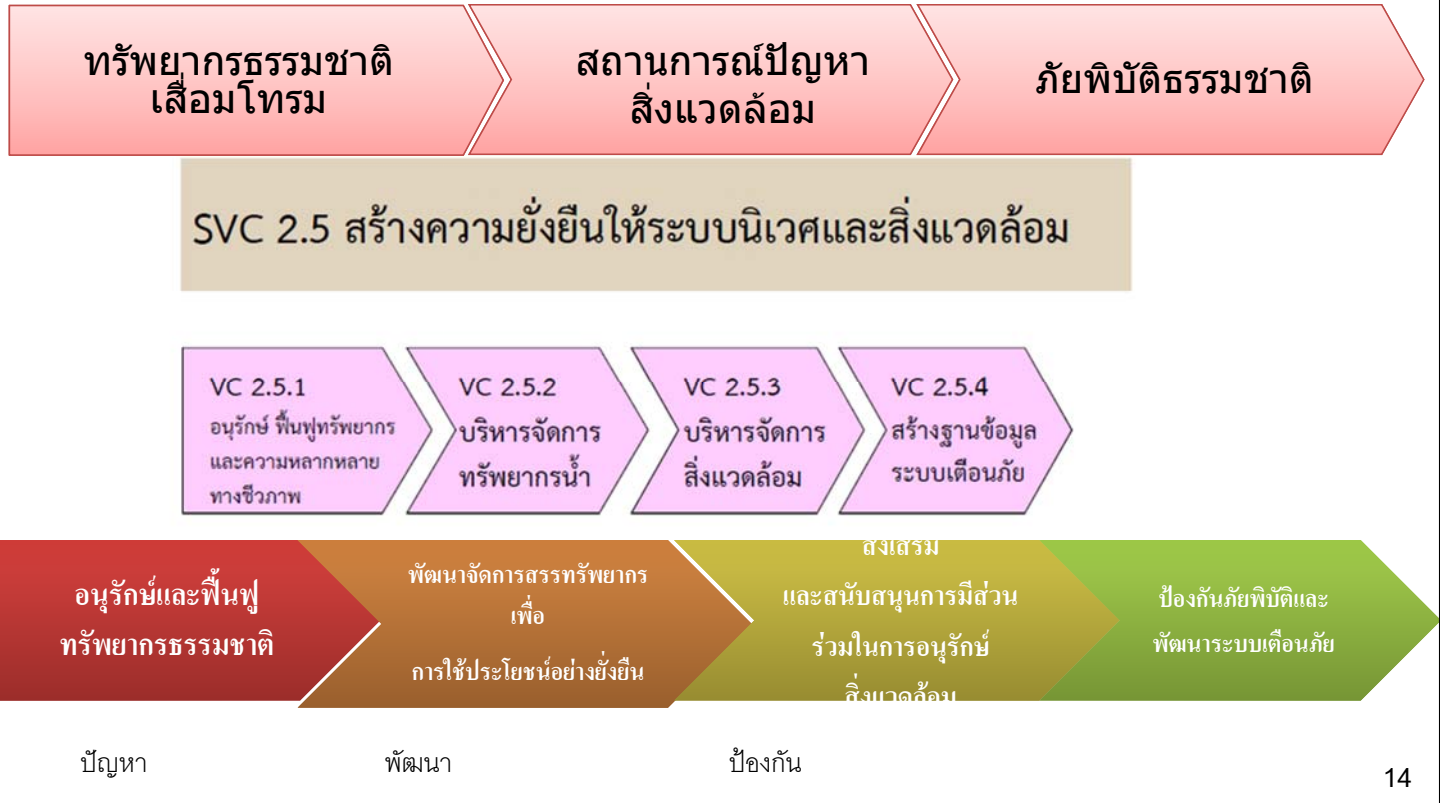 ทรัพยากรธรรมชาติ
เสื่อมโทรม
สถานการณ์ปัญหา
สิ่งแวดล้อม
ภัยพิบัติธรรมชาติ
SVC 2.5 สร้างความยั่งยืนให้ระบบนิเวศและสิ่งแวดล้อม
VC 2.5.1
อนุรักษ์ ฟื้นฟูทรัพยากร
และความหลากหลาย
ทางชีวภาพ
VC 2.5.2
บริหารจัดการ
ทรัพยากรน้ำ
VC 2.5.3
บริหารจัดการ
สิ่งแวดล้อม
VC 2.5.4
สร้างฐานข้อมูล
ระบบเตือนภัย
อนุรักษ์และฟื้นฟู
ทรัพยากรธรรมชาติ
พัฒนาจัดการสรรทรัพยากร
เพื่อ
การใช้ประโยชน์อย่างยั่งยืน
ส่งเสริม
และสนับสนุนการมีส่วน
ร่วมในการอนุรักษ์
สิ่งแวดล้อม
ป้องกันภัยพิบัติและ
พัฒนาระบบเตือนภัย
ปัญหา
พัฒนา
ป้องกัน
14